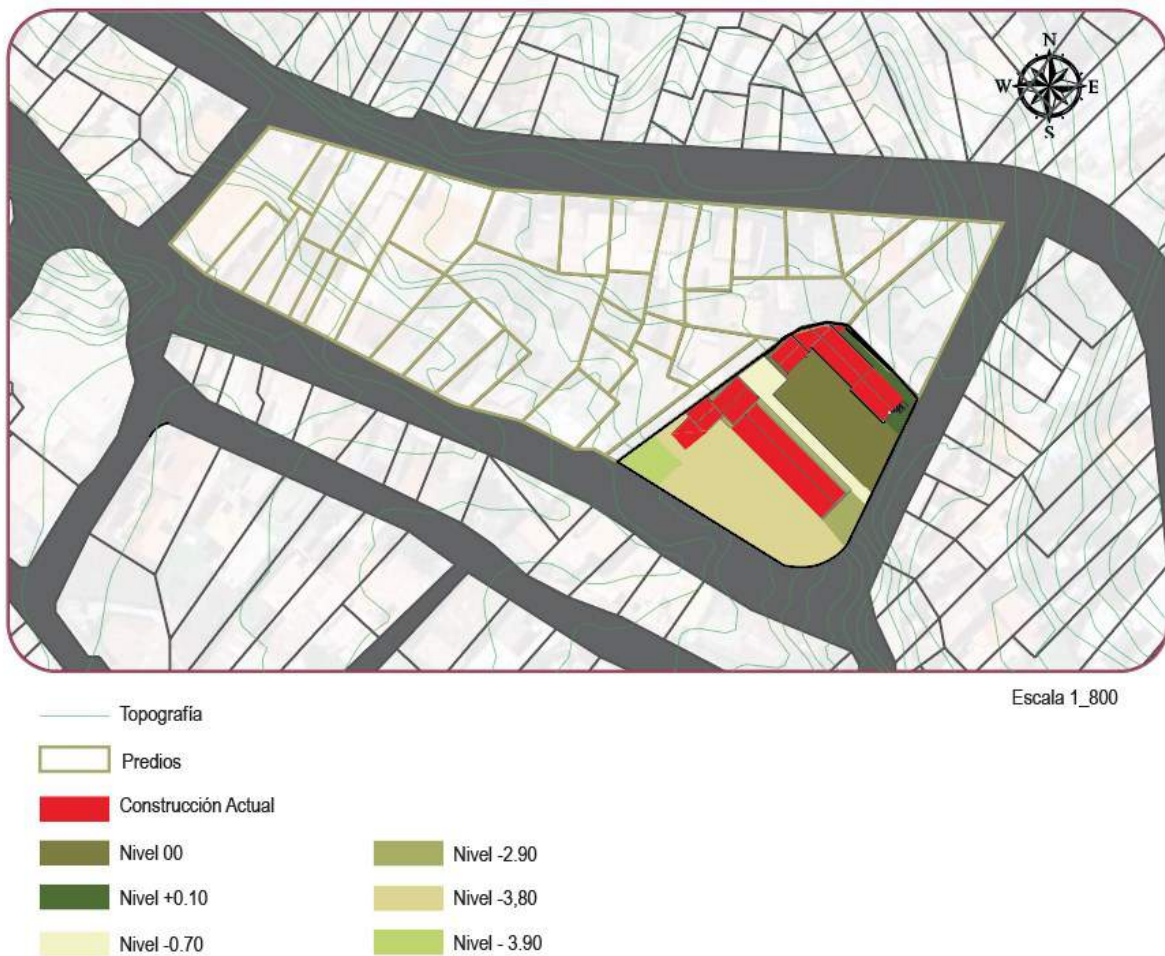 N
W E
S
Escala 1_800
Topografía
Predios
Construcción Actual
Nivel 00
Nivel +0.10
Nivel -0.70
Nivel -2.90
Nivel -3,80
Nivel - 3.90